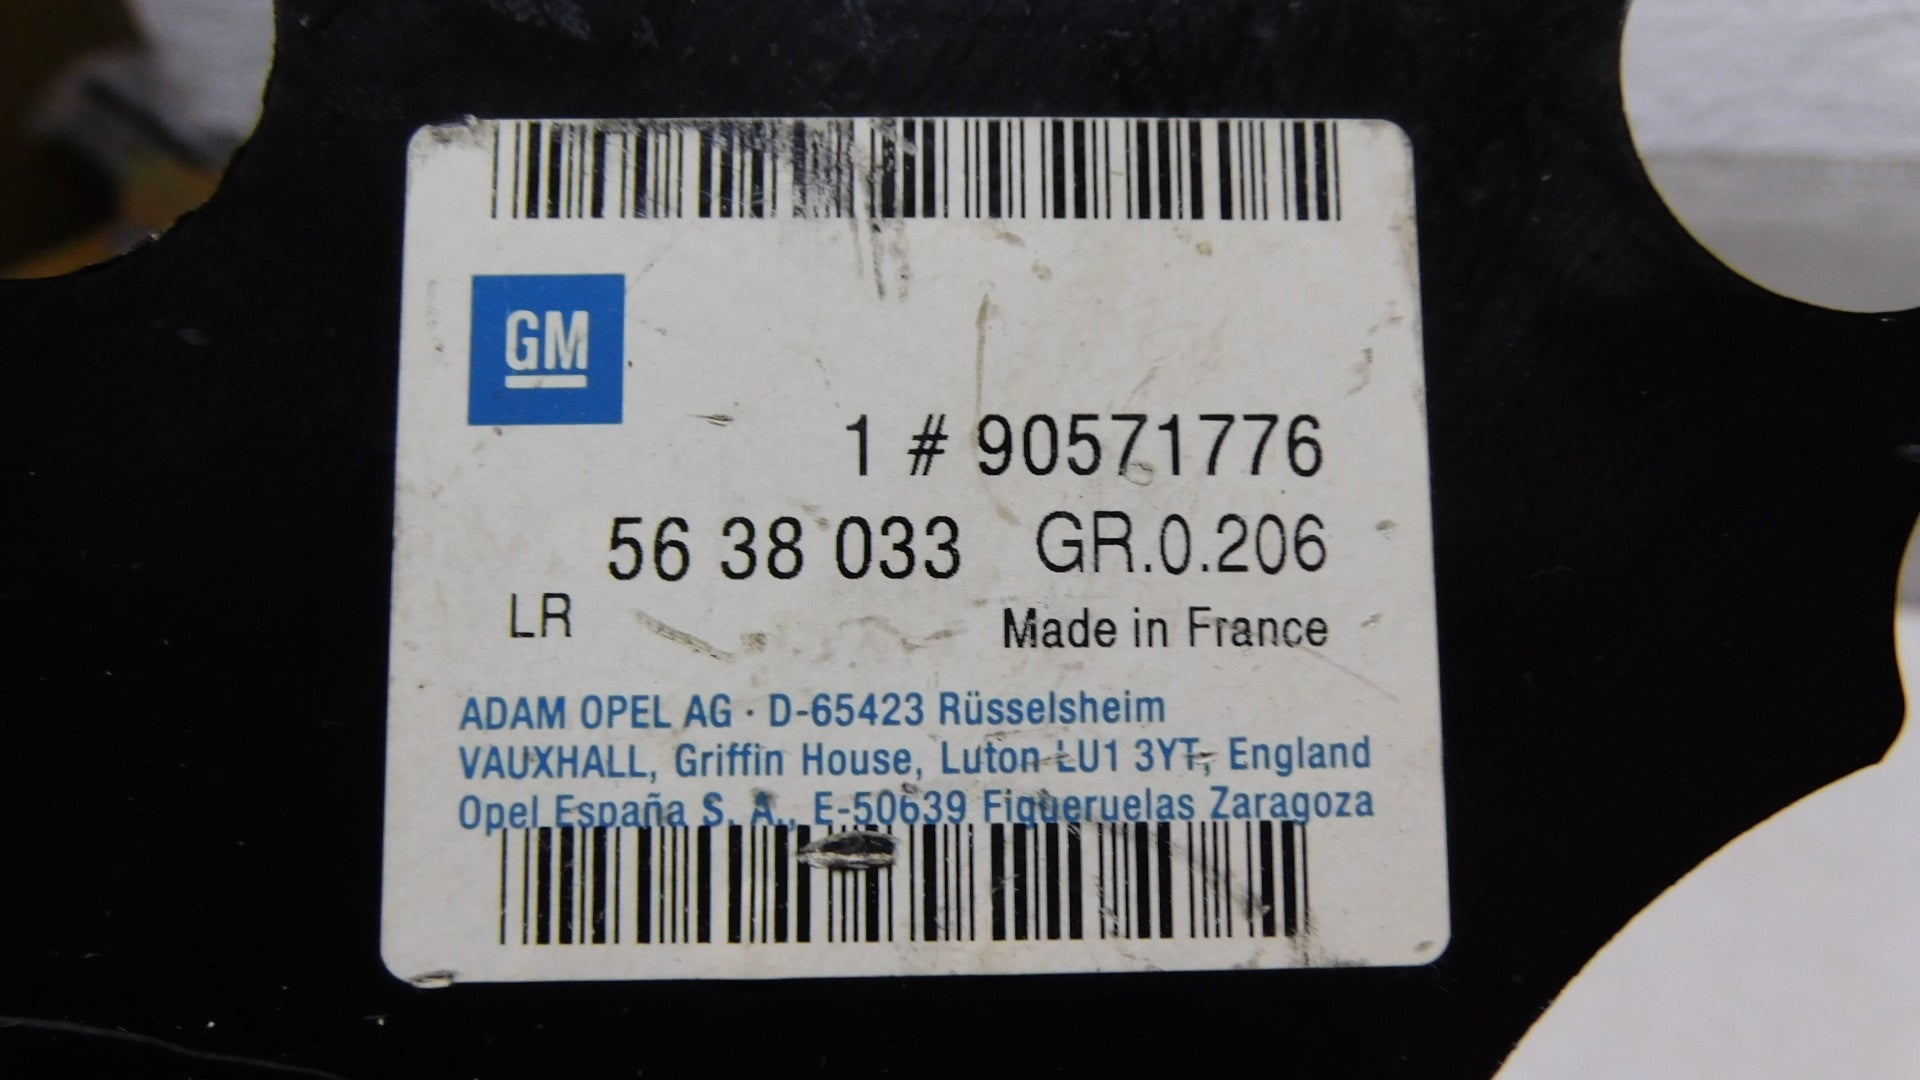 GM
1 # 90571776
56 38 033 GR.0.206
LR Made in France
ADAM OPEL AG · D-65423 Rüsselsheim
VAUXHALL, Griffin House, Luton LU1 3YT, England
Opel España S. A., E-50639 Figueruelas Zaragoza